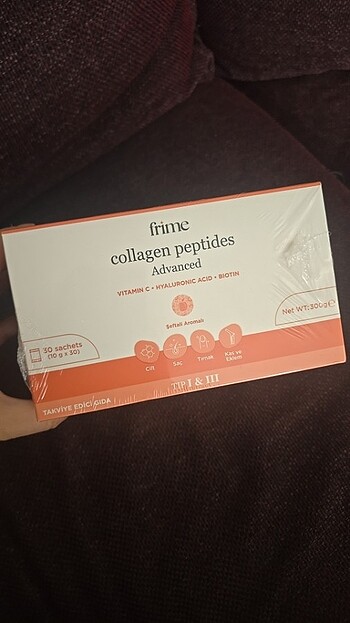 frime
collagen peptides
Advanced
VITAMIN C • HYALURONIC ACID • BIOTIN
Şeftali Aromalı
30 sachets
(10 g x 30)
Net WT:300g℮
Cilt
Saç
Tırnak
Kas ve
Eklem
TAKVİYE EDİCİ GIDA
TİP I & III